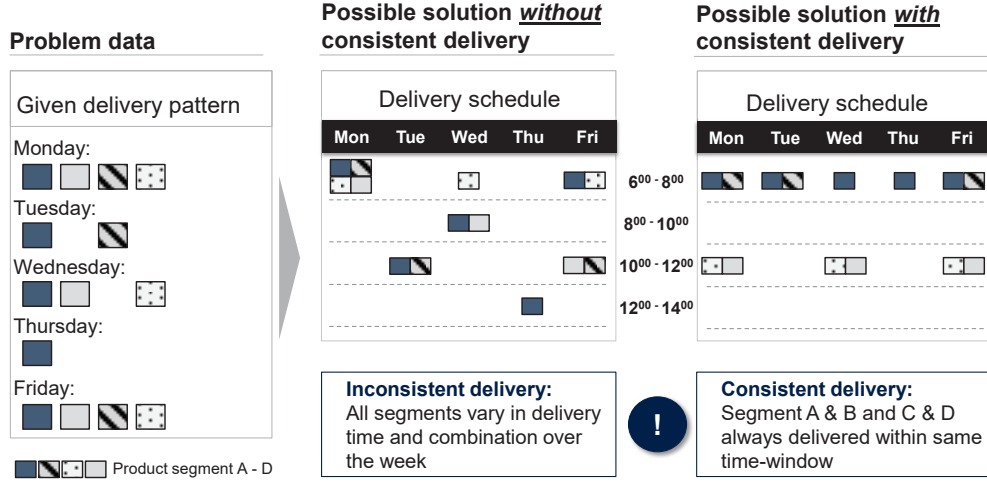 Problem data
Given delivery pattern
Monday:
Tuesday:
Wednesday:
Thursday:
Friday:
Product segment A - D
Possible solution without
consistent delivery
Delivery schedule
Mon Tue Wed Thu Fri
6⁰⁰ - 8⁰⁰
8⁰⁰ - 10⁰⁰
10⁰⁰ - 12⁰⁰
12⁰⁰ - 14⁰⁰
Inconsistent delivery:
All segments vary in delivery
time and combination over
the week
!
Possible solution with
consistent delivery
Delivery schedule
Mon Tue Wed Thu Fri
Consistent delivery:
Segment A & B and C & D
always delivered within same
time-window